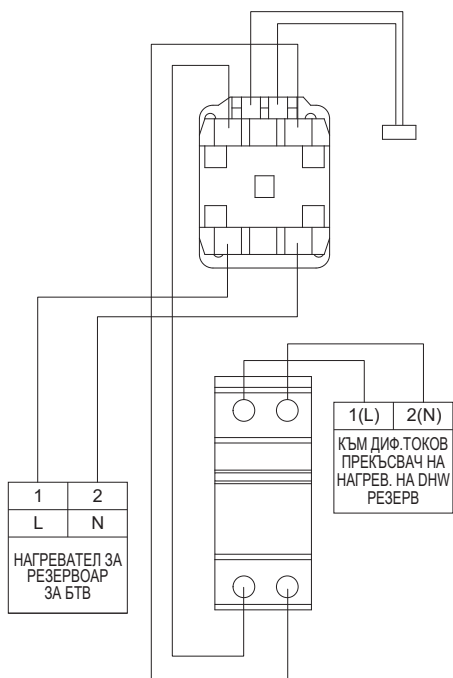 1(L) 2(N)
КЪМ ДИФ.ТОКОВ
ПРЕКЪСВАЧ НА
НАГРЕВ. НА DHW
РЕЗЕРВ
1 2
L N
НАГРЕВАТЕЛ ЗА
РЕЗЕРВОАР
ЗА БТВ